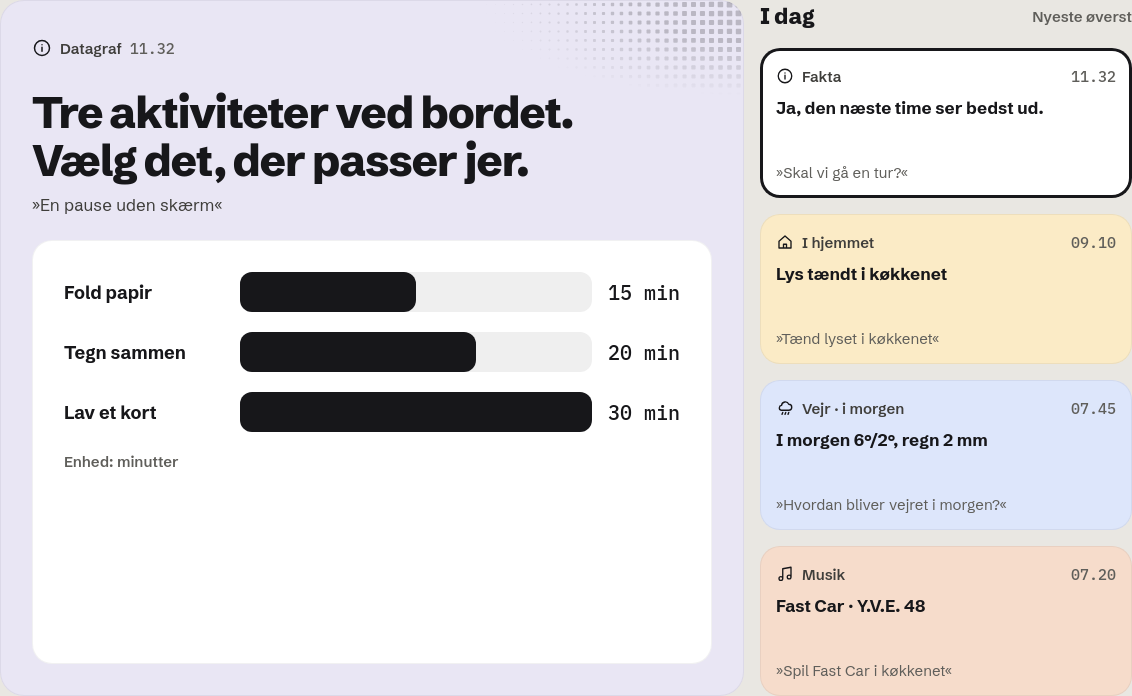 Datagraf 11.32
Tre aktiviteter ved bordet.
Vælg det, der passer jer.
»En pause uden skærm«
Fold papir 15 min
Tegn sammen 20 min
Lav et kort 30 min
Enhed: minutter
I dag Nyeste øverst
Fakta 11.32
Ja, den næste time ser bedst ud.
»Skal vi gå en tur?«
I hjemmet 09.10
Lys tændt i køkkenet
»Tænd lyset i køkkenet«
Vejr · i morgen 07.45
I morgen 6°/2°, regn 2 mm
»Hvordan bliver vejret i morgen?«
Musik 07.20
Fast Car · Y.V.E. 48
»Spil Fast Car i køkkenet«